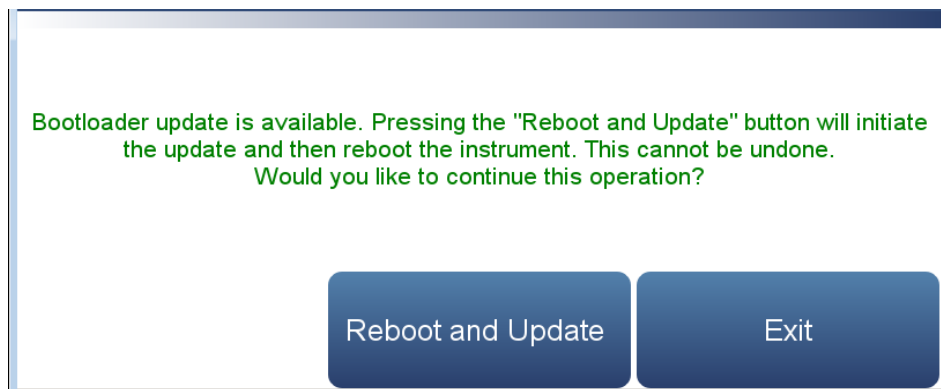 Bootloader update is available. Pressing the "Reboot and Update" button will initiate
the update and then reboot the instrument. This cannot be undone.
Would you like to continue this operation?
Reboot and Update
Exit